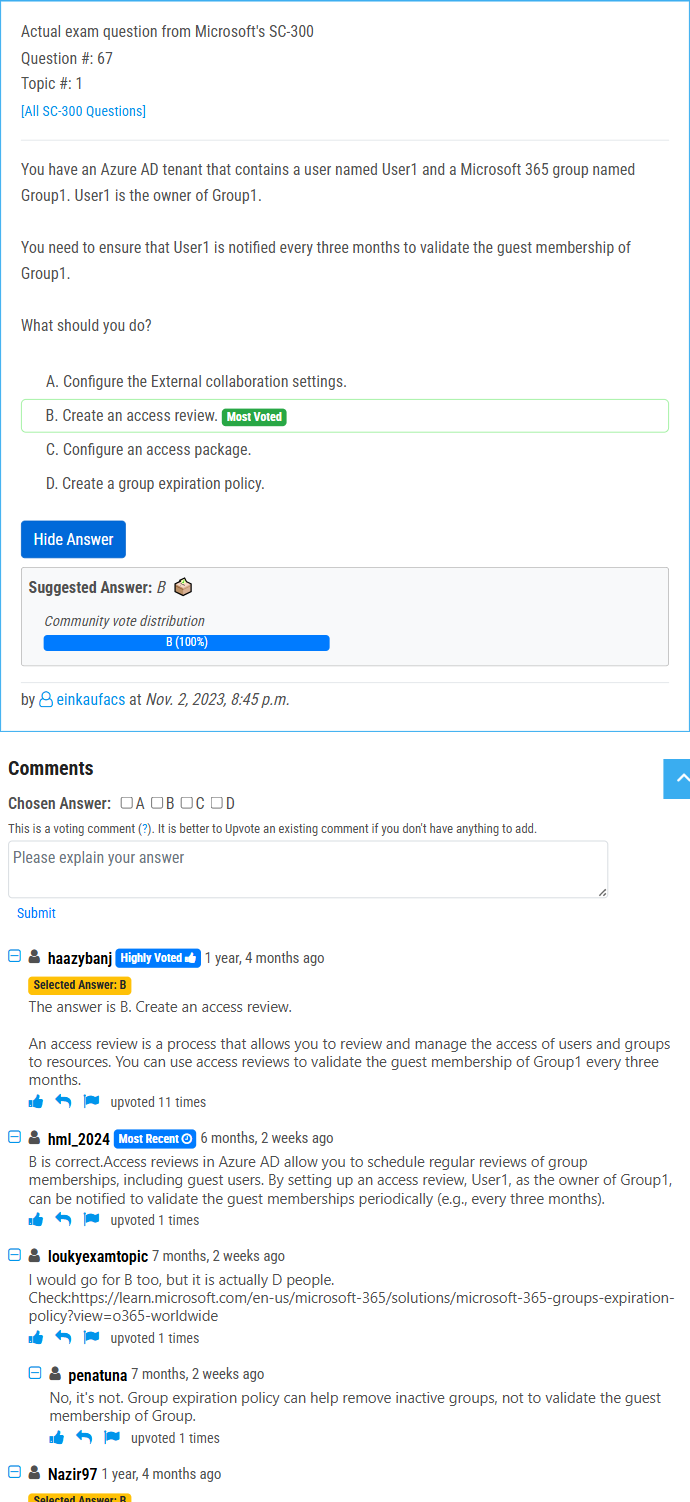 Actual exam question from Microsoft's SC-300
Question #: 67
Topic #: 1
[All SC-300 Questions]
You have an Azure AD tenant that contains a user named User1 and a Microsoft 365 group named
Group1. User1 is the owner of Group1.
You need to ensure that User1 is notified every three months to validate the guest membership of
Group1.
What should you do?
A. Configure the External collaboration settings.
B. Create an access review. Most Voted
C. Configure an access package.
D. Create a group expiration policy.
Hide Answer
Suggested Answer: B
Community vote distribution
B (100%)
by einkaufacs at Nov. 2, 2023, 8:45 p.m.
Comments
Chosen Answer: A B C D
This is a voting comment (?). It is better to Upvote an existing comment if you don't have anything to add.
Please explain your answer
Submit
haazybanj Highly Voted 1 year, 4 months ago
Selected Answer: B
The answer is B. Create an access review.
An access review is a process that allows you to review and manage the access of users and groups
to resources. You can use access reviews to validate the guest membership of Group1 every three
months.
upvoted 11 times
hml_2024 Most Recent 6 months, 2 weeks ago
B is correct.Access reviews in Azure AD allow you to schedule regular reviews of group
memberships, including guest users. By setting up an access review, User1, as the owner of Group1,
can be notified to validate the guest memberships periodically (e.g., every three months).
upvoted 1 times
loukyexamtopic 7 months, 2 weeks ago
I would go for B too, but it is actually D people.
Check:https://learn.microsoft.com/en-us/microsoft-365/solutions/microsoft-365-groups-expiration-
policy?view=o365-worldwide
upvoted 1 times
penatuna 7 months, 2 weeks ago
No, it's not. Group expiration policy can help remove inactive groups, not to validate the guest
membership of Group.
upvoted 1 times
Nazir97 1 year, 4 months ago
Selected Answer: B